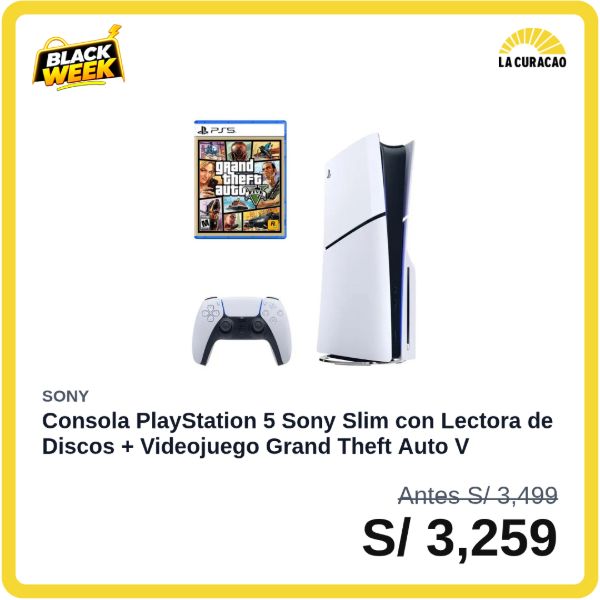 BLACK
WEEK
LA CURACAO
PS5
grand
theft
auto V
M
R
SONY
Consola PlayStation 5 Sony Slim con Lectora de
Discos + Videojuego Grand Theft Auto V
Antes S/ 3,499
S/ 3,259